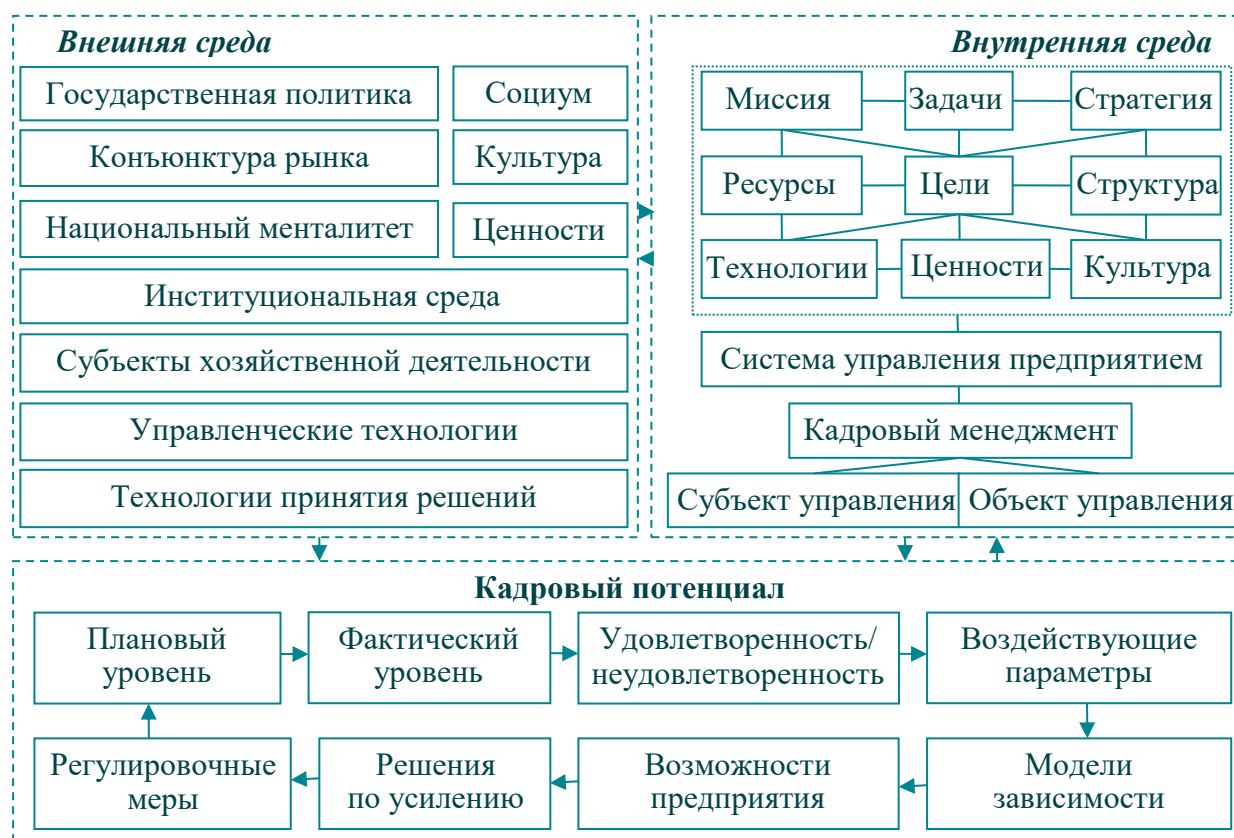 Внешняя среда
Государственная политика
Социум
Конъюнктура рынка
Культура
Национальный менталитет
Ценности
Институциональная среда
Субъекты хозяйственной деятельности
Управленческие технологии
Технологии принятия решений
Внутренняя среда
Миссия
Задачи
Стратегия
Ресурсы
Цели
Структура
Технологии
Ценности
Культура
Система управления предприятием
Кадровый менеджмент
Субъект управления
Объект управления
Кадровый потенциал
Плановый
уровень
Фактический
уровень
Удовлетворенность/
неудовлетворенность
Воздействующие
параметры
Регулировочные
меры
Решения
по усилению
Возможности
предприятия
Модели
зависимости